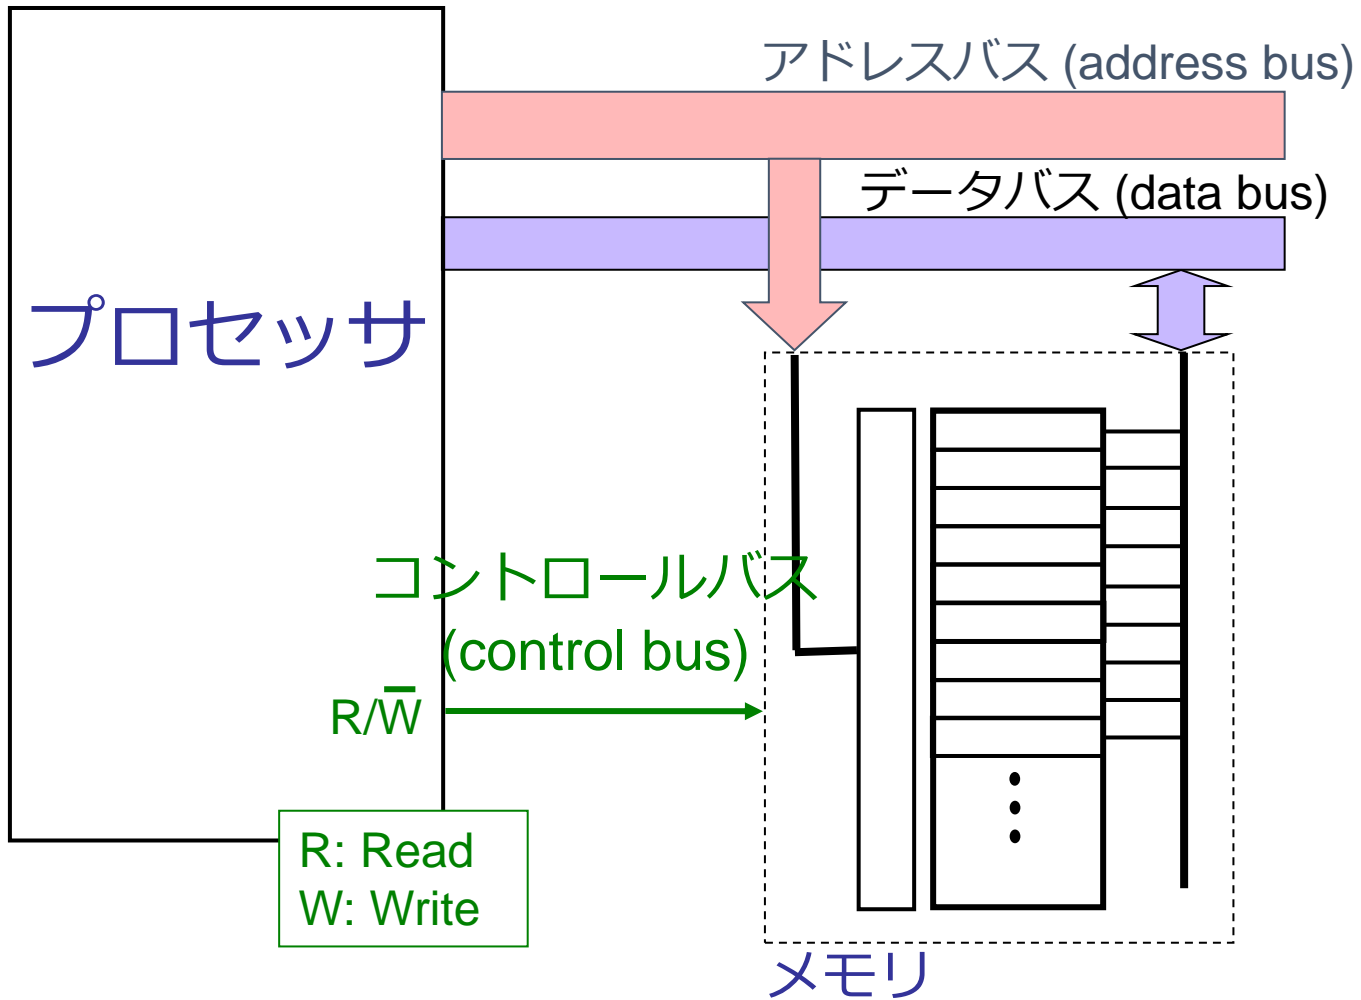 アドレスバス (address bus)
データバス (data bus)
プロセッサ
コントロールバス
(control bus)
R/W̅
R: Read
W: Write
メモリ